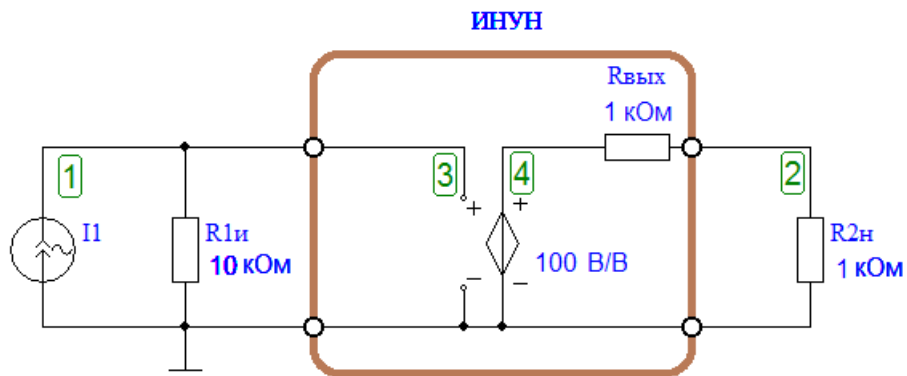 ИНУН
Rвых
1 кОм
1
3
4
2
I1
R1и
10 кОм
+
+
100 В/В
R2н
1 кОм
−
−